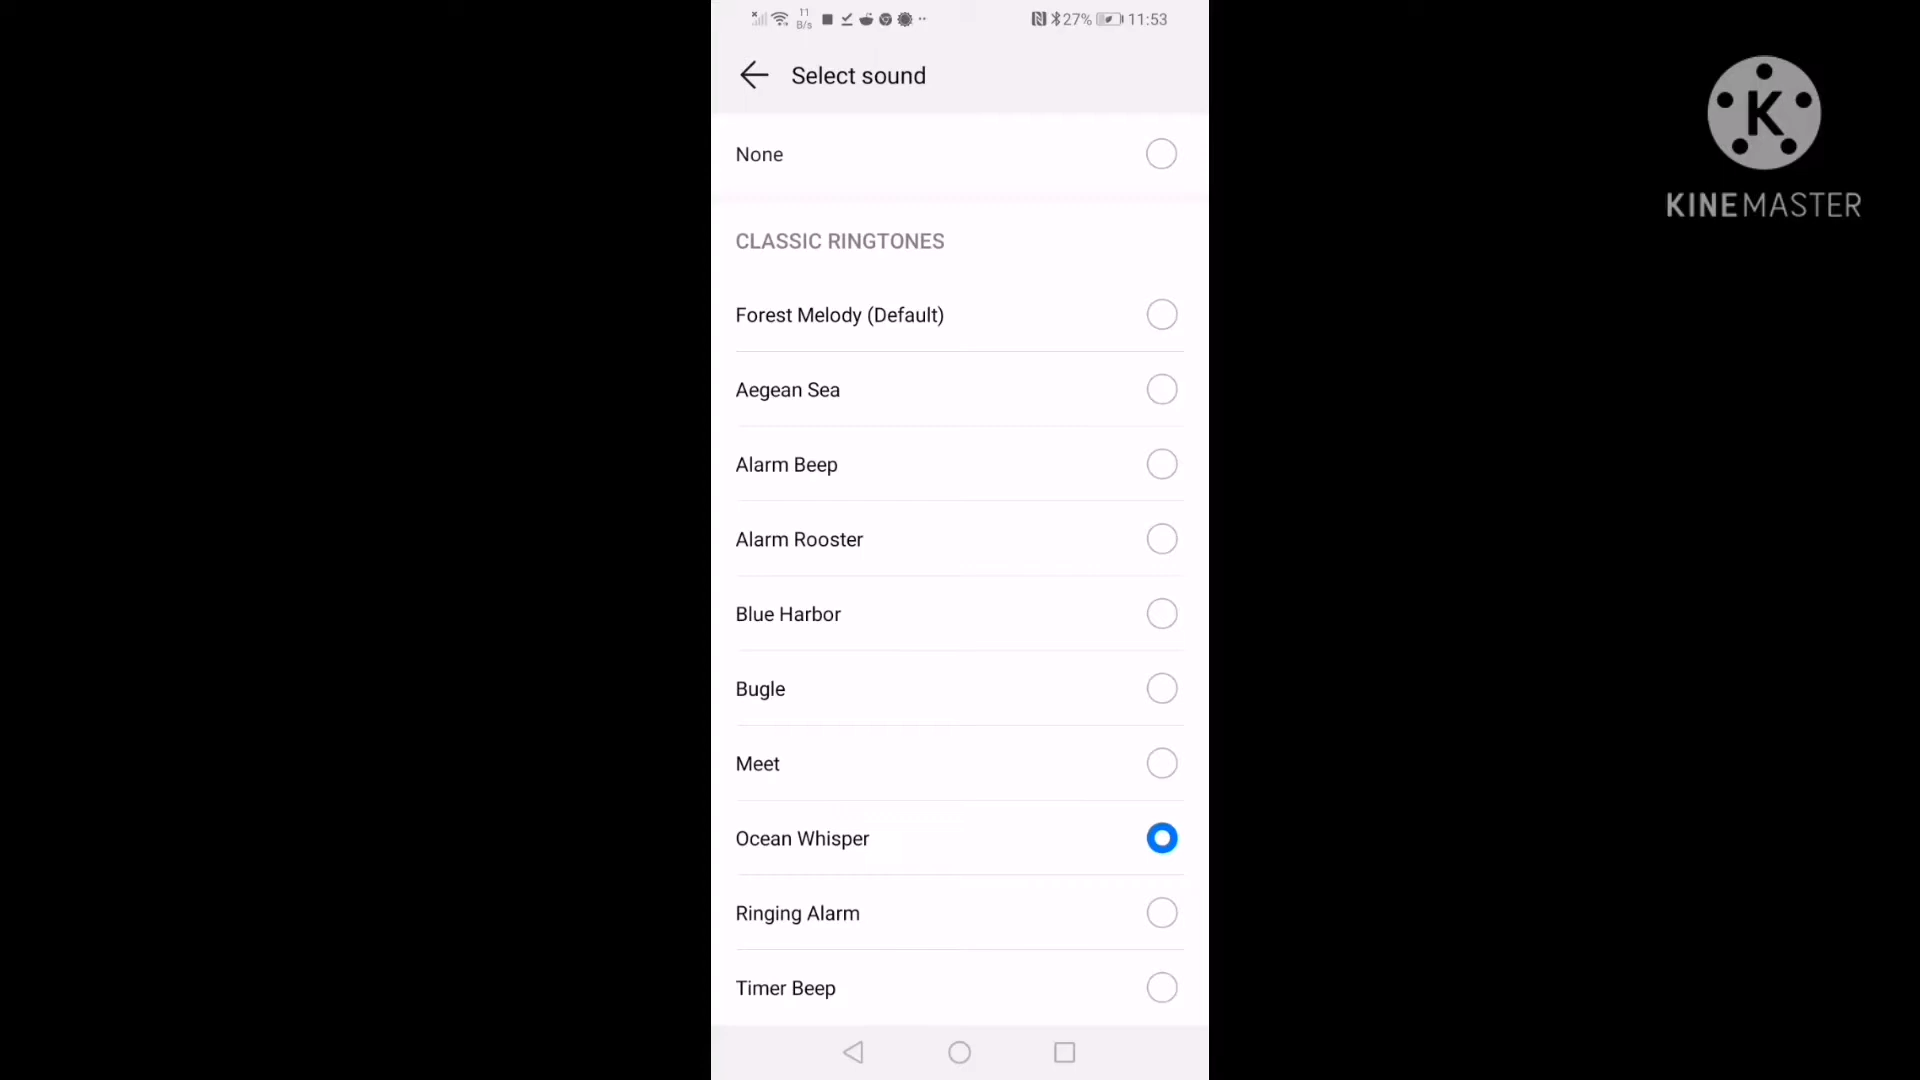 11
B/s
27%
11:53
Select sound
K
KINEMASTER
None
CLASSIC RINGTONES
Forest Melody (Default)
Aegean Sea
Alarm Beep
Alarm Rooster
Blue Harbor
Bugle
Meet
Ocean Whisper
Ringing Alarm
Timer Beep